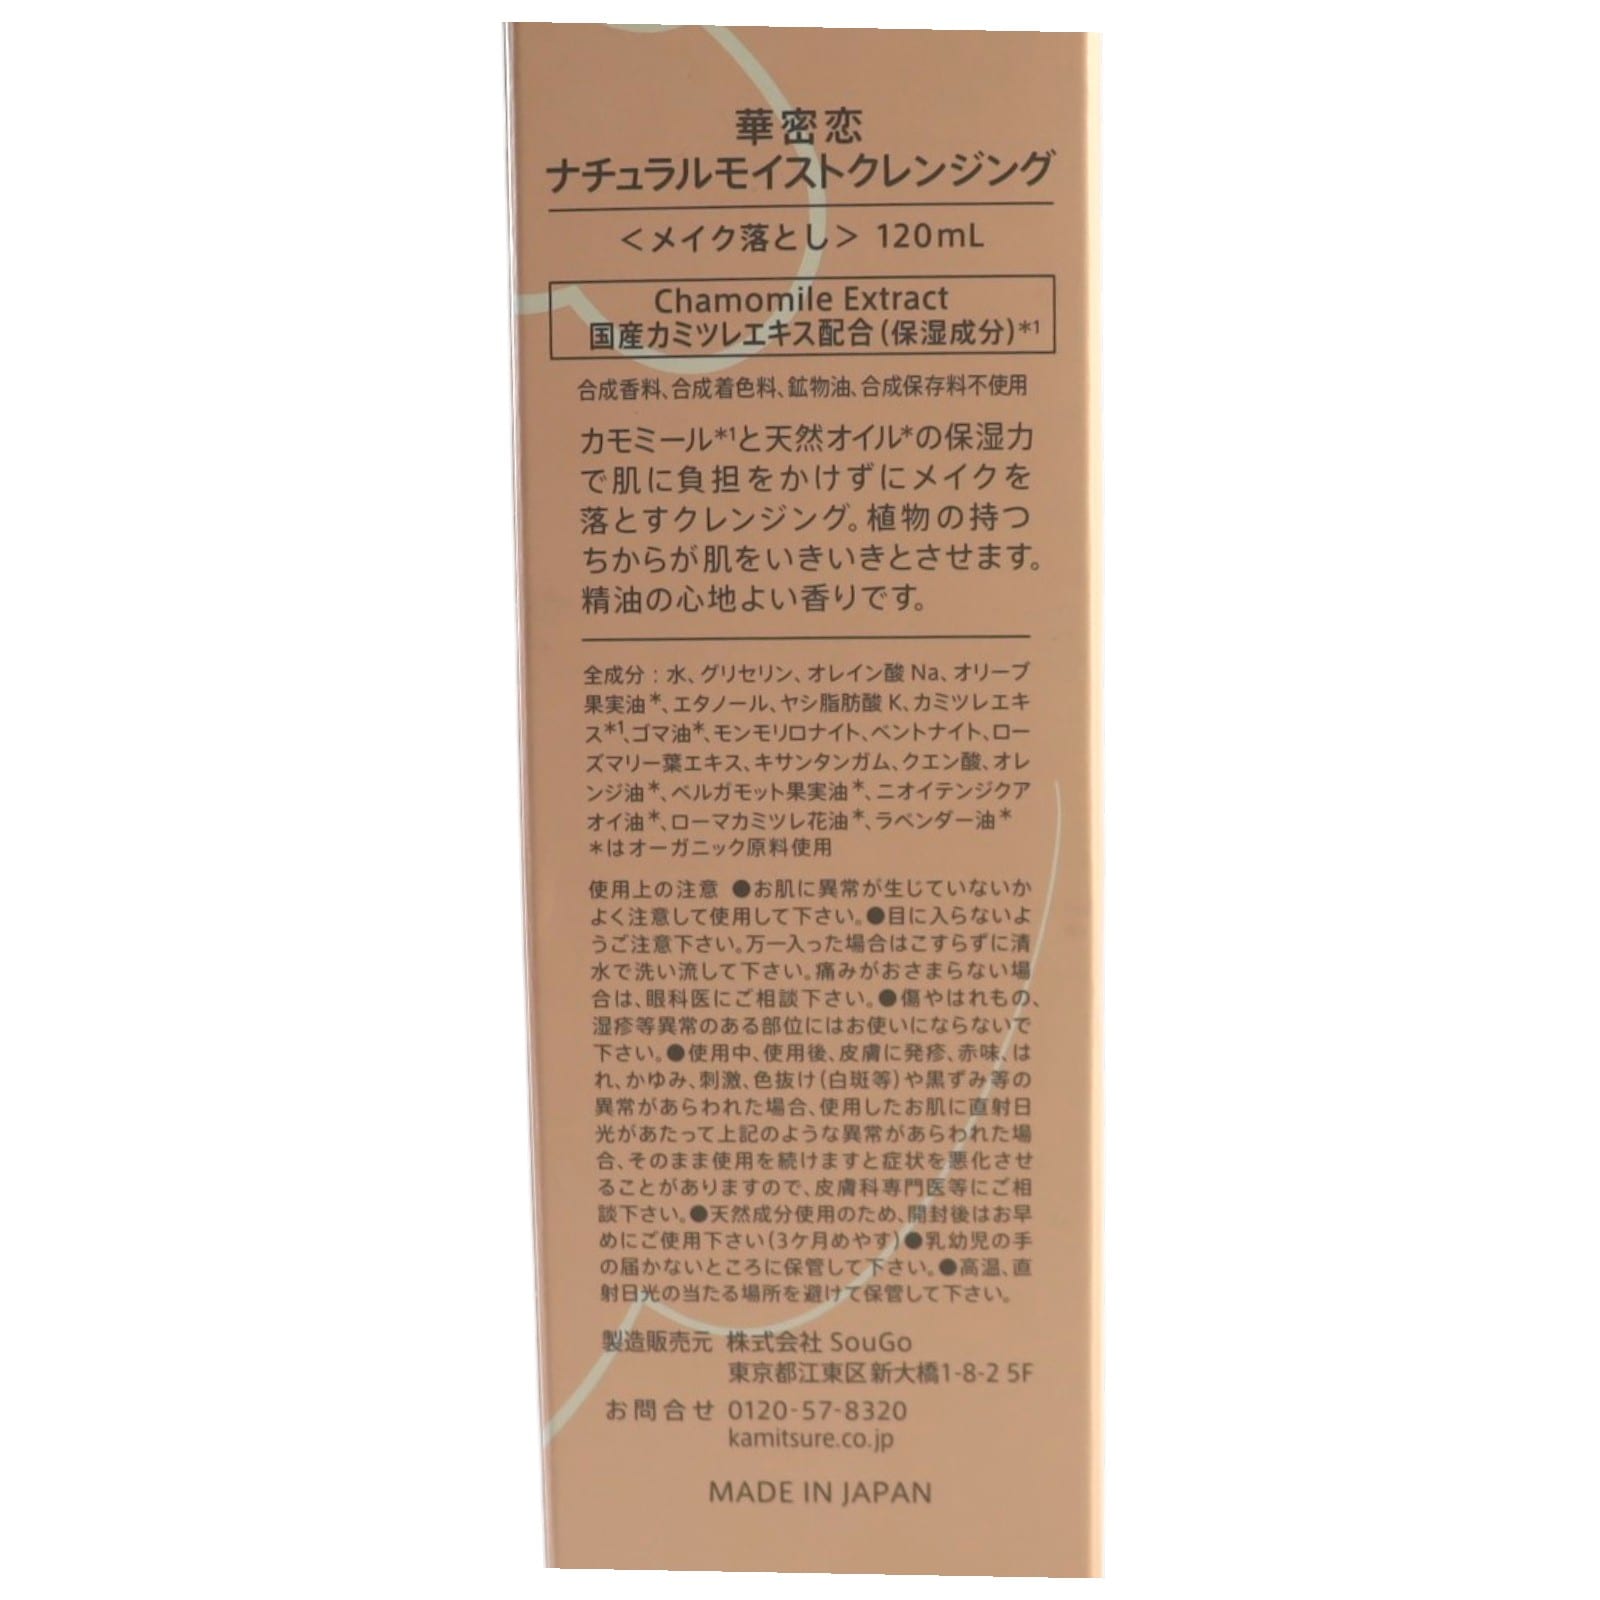 華密恋
ナチュラルモイストクレンジング
＜メイク落とし＞ 120mL
Chamomile Extract
国産カミツレエキス配合(保湿成分)*1
合成香料、合成着色料、鉱物油、合成保存料不使用
カモミール*1と天然オイル*の保湿力
で肌に負担をかけずにメイクを
落とすクレンジング。植物の持つ
ちからが肌をいきいきとさせます。
精油の心地よい香りです。
全成分：水、グリセリン、オレイン酸Na、オリーブ
果実油*、エタノール、ヤシ脂肪酸K、カミツレエキ
ス*1、ゴマ油*、モンモリロナイト、ベントナイト、ロー
ズマリー葉エキス、キサンタンガム、クエン酸、オレ
ンジ油*、ベルガモット果実油*、ニオイテンジクア
オイ油*、ローマカミツレ花油*、ラベンダー油*
*はオーガニック原料使用
使用上の注意 ●お肌に異常が生じていないか
よく注意して使用して下さい。●目に入らないよ
うご注意下さい。万一入った場合はこすらずに清
水で洗い流して下さい。痛みがおさまらない場
合は、眼科医にご相談下さい。●傷やはれもの、
湿疹等異常のある部位にはお使いにならないで
下さい。●使用中、使用後、皮膚に発疹、赤味、は
れ、かゆみ、刺激、色抜け(白斑等)や黒ずみ等の
異常があらわれた場合、使用したお肌に直射日
光があたって上記のような異常があらわれた場
合、そのまま使用を続けますと症状を悪化させ
ることがありますので、皮膚科専門医等にご相
談下さい。●天然成分使用のため、開封後はお早
めにご使用下さい(3ケ月めやす)●乳幼児の手
の届かないところに保管して下さい。●高温、直
射日光の当たる場所を避けて保管して下さい。
製造販売元 株式会社 SouGo
東京都江東区新大橋1-8-2 5F
お問合せ 0120-57-8320
kamitsure.co.jp
MADE IN JAPAN